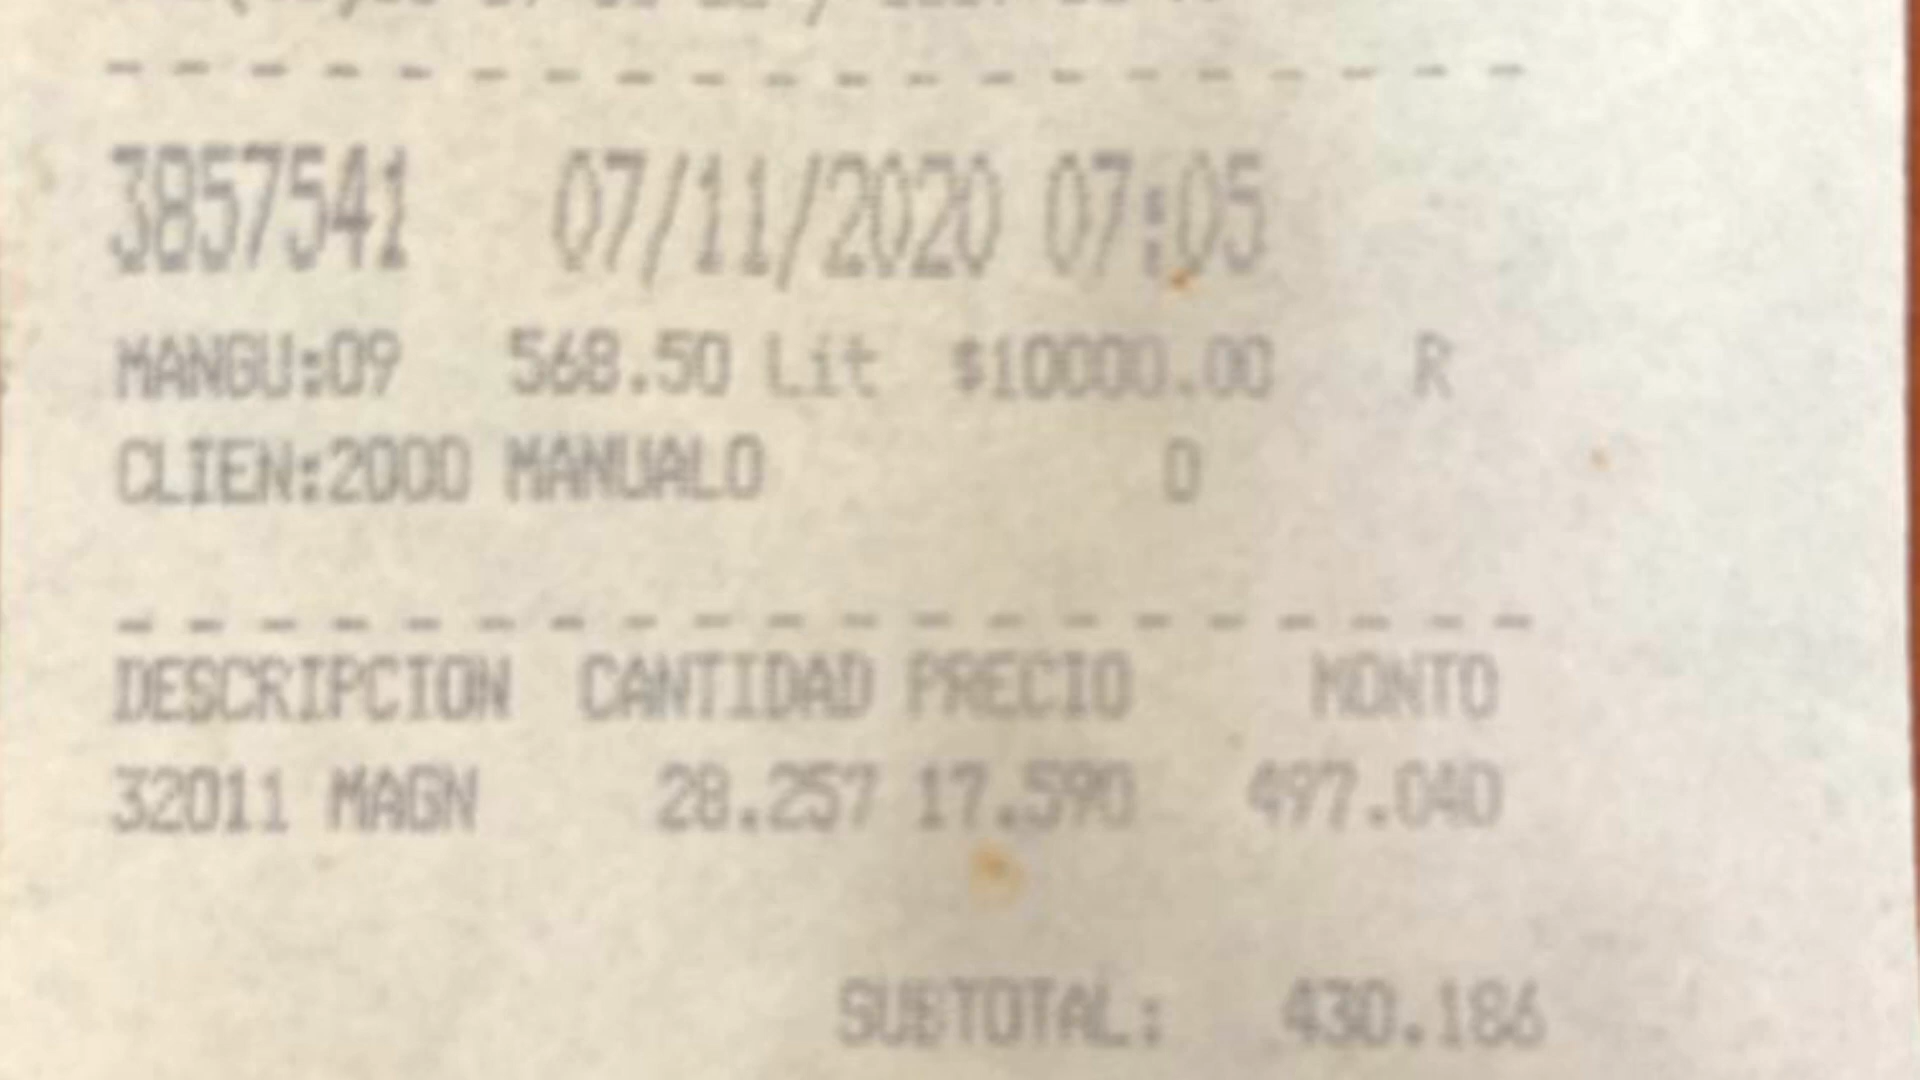 3857541 07/11/2020 07:05
MANGU:09 568.50 Lit $10000.00 R
CLIEN:2000 MANUALO 0
DESCRIPCION CANTIDAD PRECIO MONTO
32011 MAGN 28.257 17.590 497.040
SUBTOTAL: 430.186